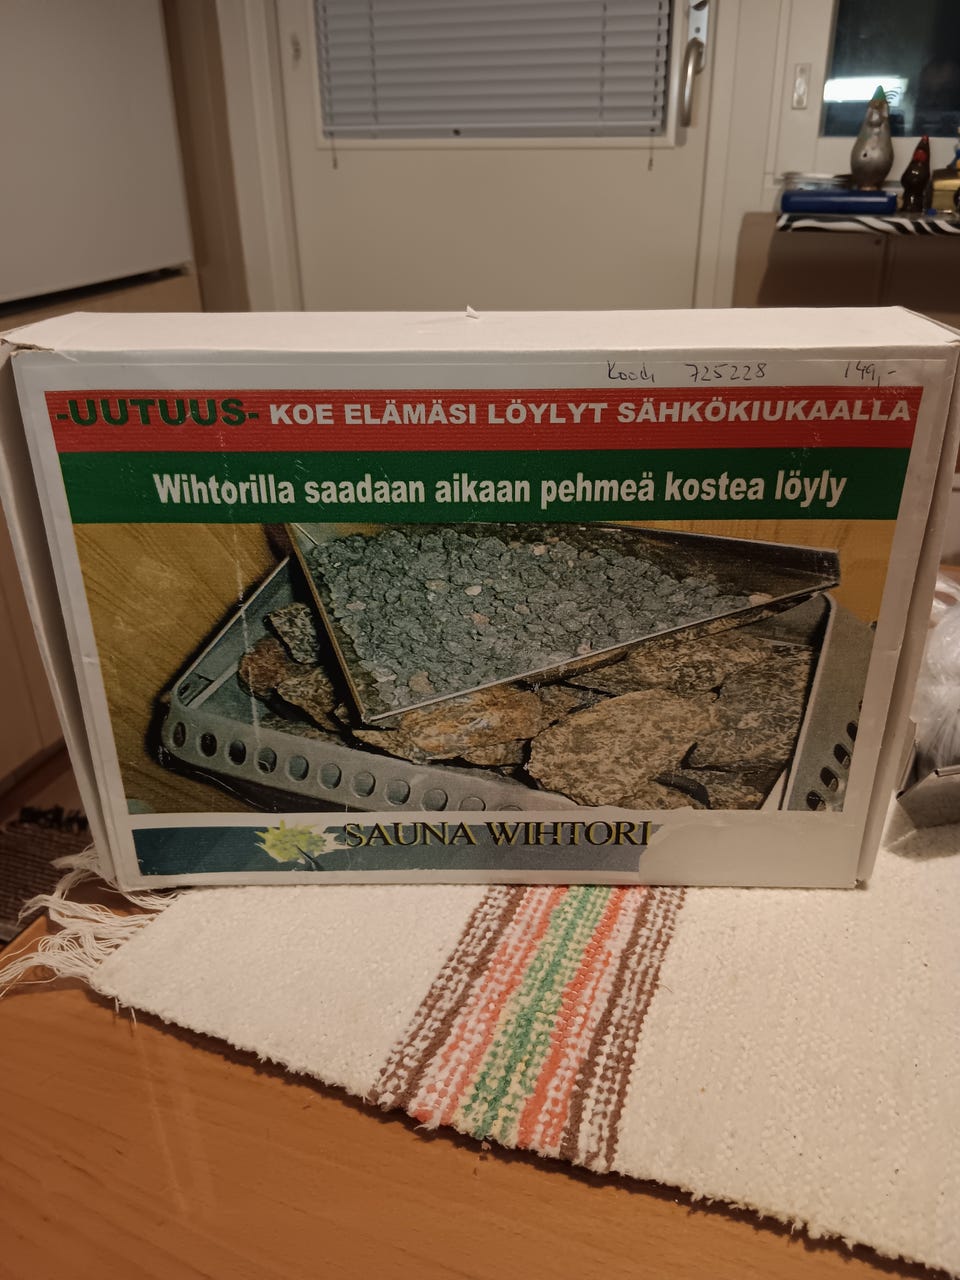 Koodi 725228 149,-
-UUTUUS- KOE ELÄMÄSI LÖYLYT SÄHKÖKIUKAALLA
Wihtorilla saadaan aikaan pehmeä kostea löyly
SAUNA WIHTORI